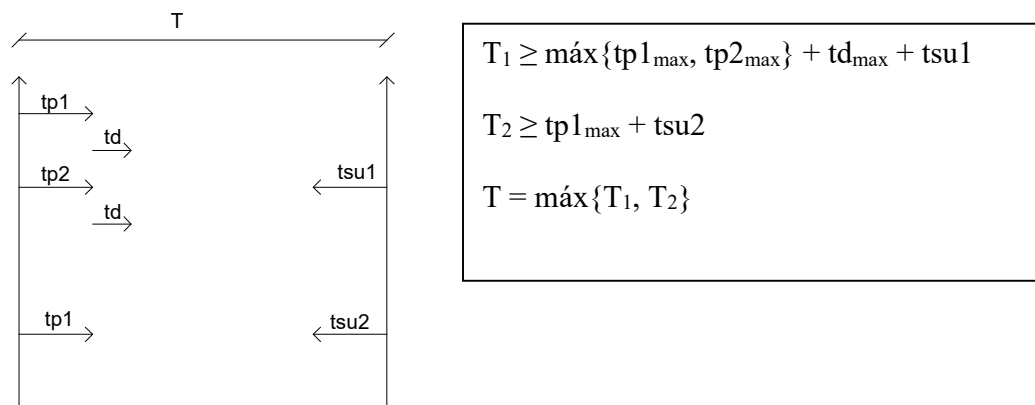 T
tp1
td
tp2
tsu1
td
tp1
tsu2
T₁ ≥ máx{tp1ₘₐₓ, tp2ₘₐₓ} + tdₘₐₓ + tsu1
T₂ ≥ tp1ₘₐₓ + tsu2
T = máx{T₁, T₂}